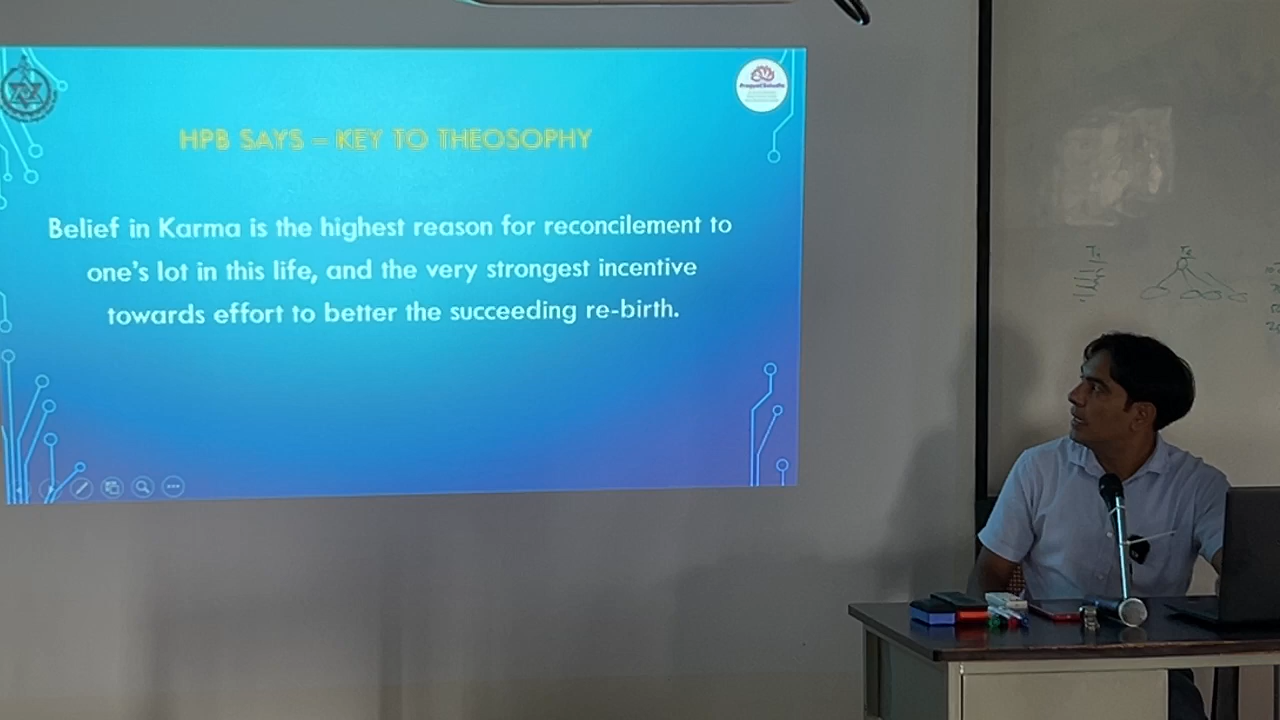 HPB SAYS – KEY TO THEOSOPHY
Belief in Karma is the highest reason for reconcilement to
one's lot in this life, and the very strongest incentive
towards effort to better the succeeding re-birth.